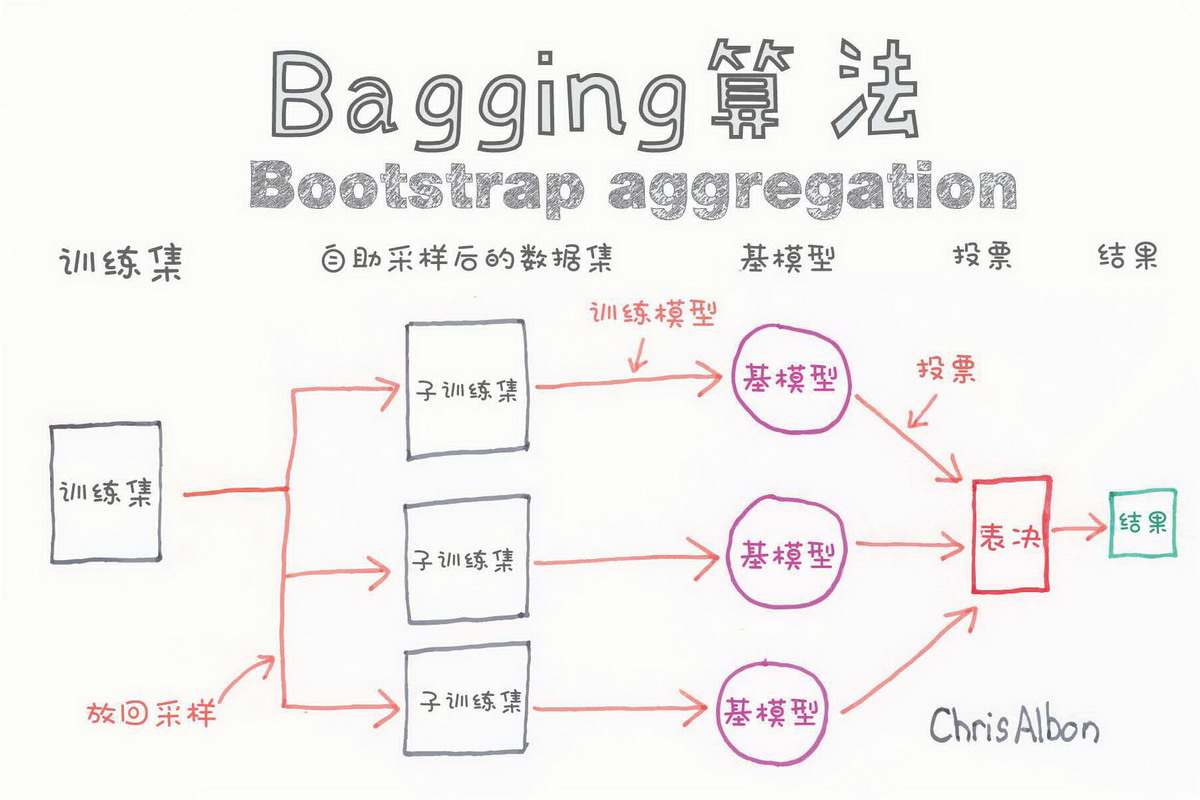 Bagging算法
Bootstrap aggregation
训练集 自助采样后的数据集 基模型 投票 结果
训练模型
子训练集
基模型
投票
训练集
子训练集
基模型
表决
结果
放回采样
子训练集
基模型
ChrisAlbon